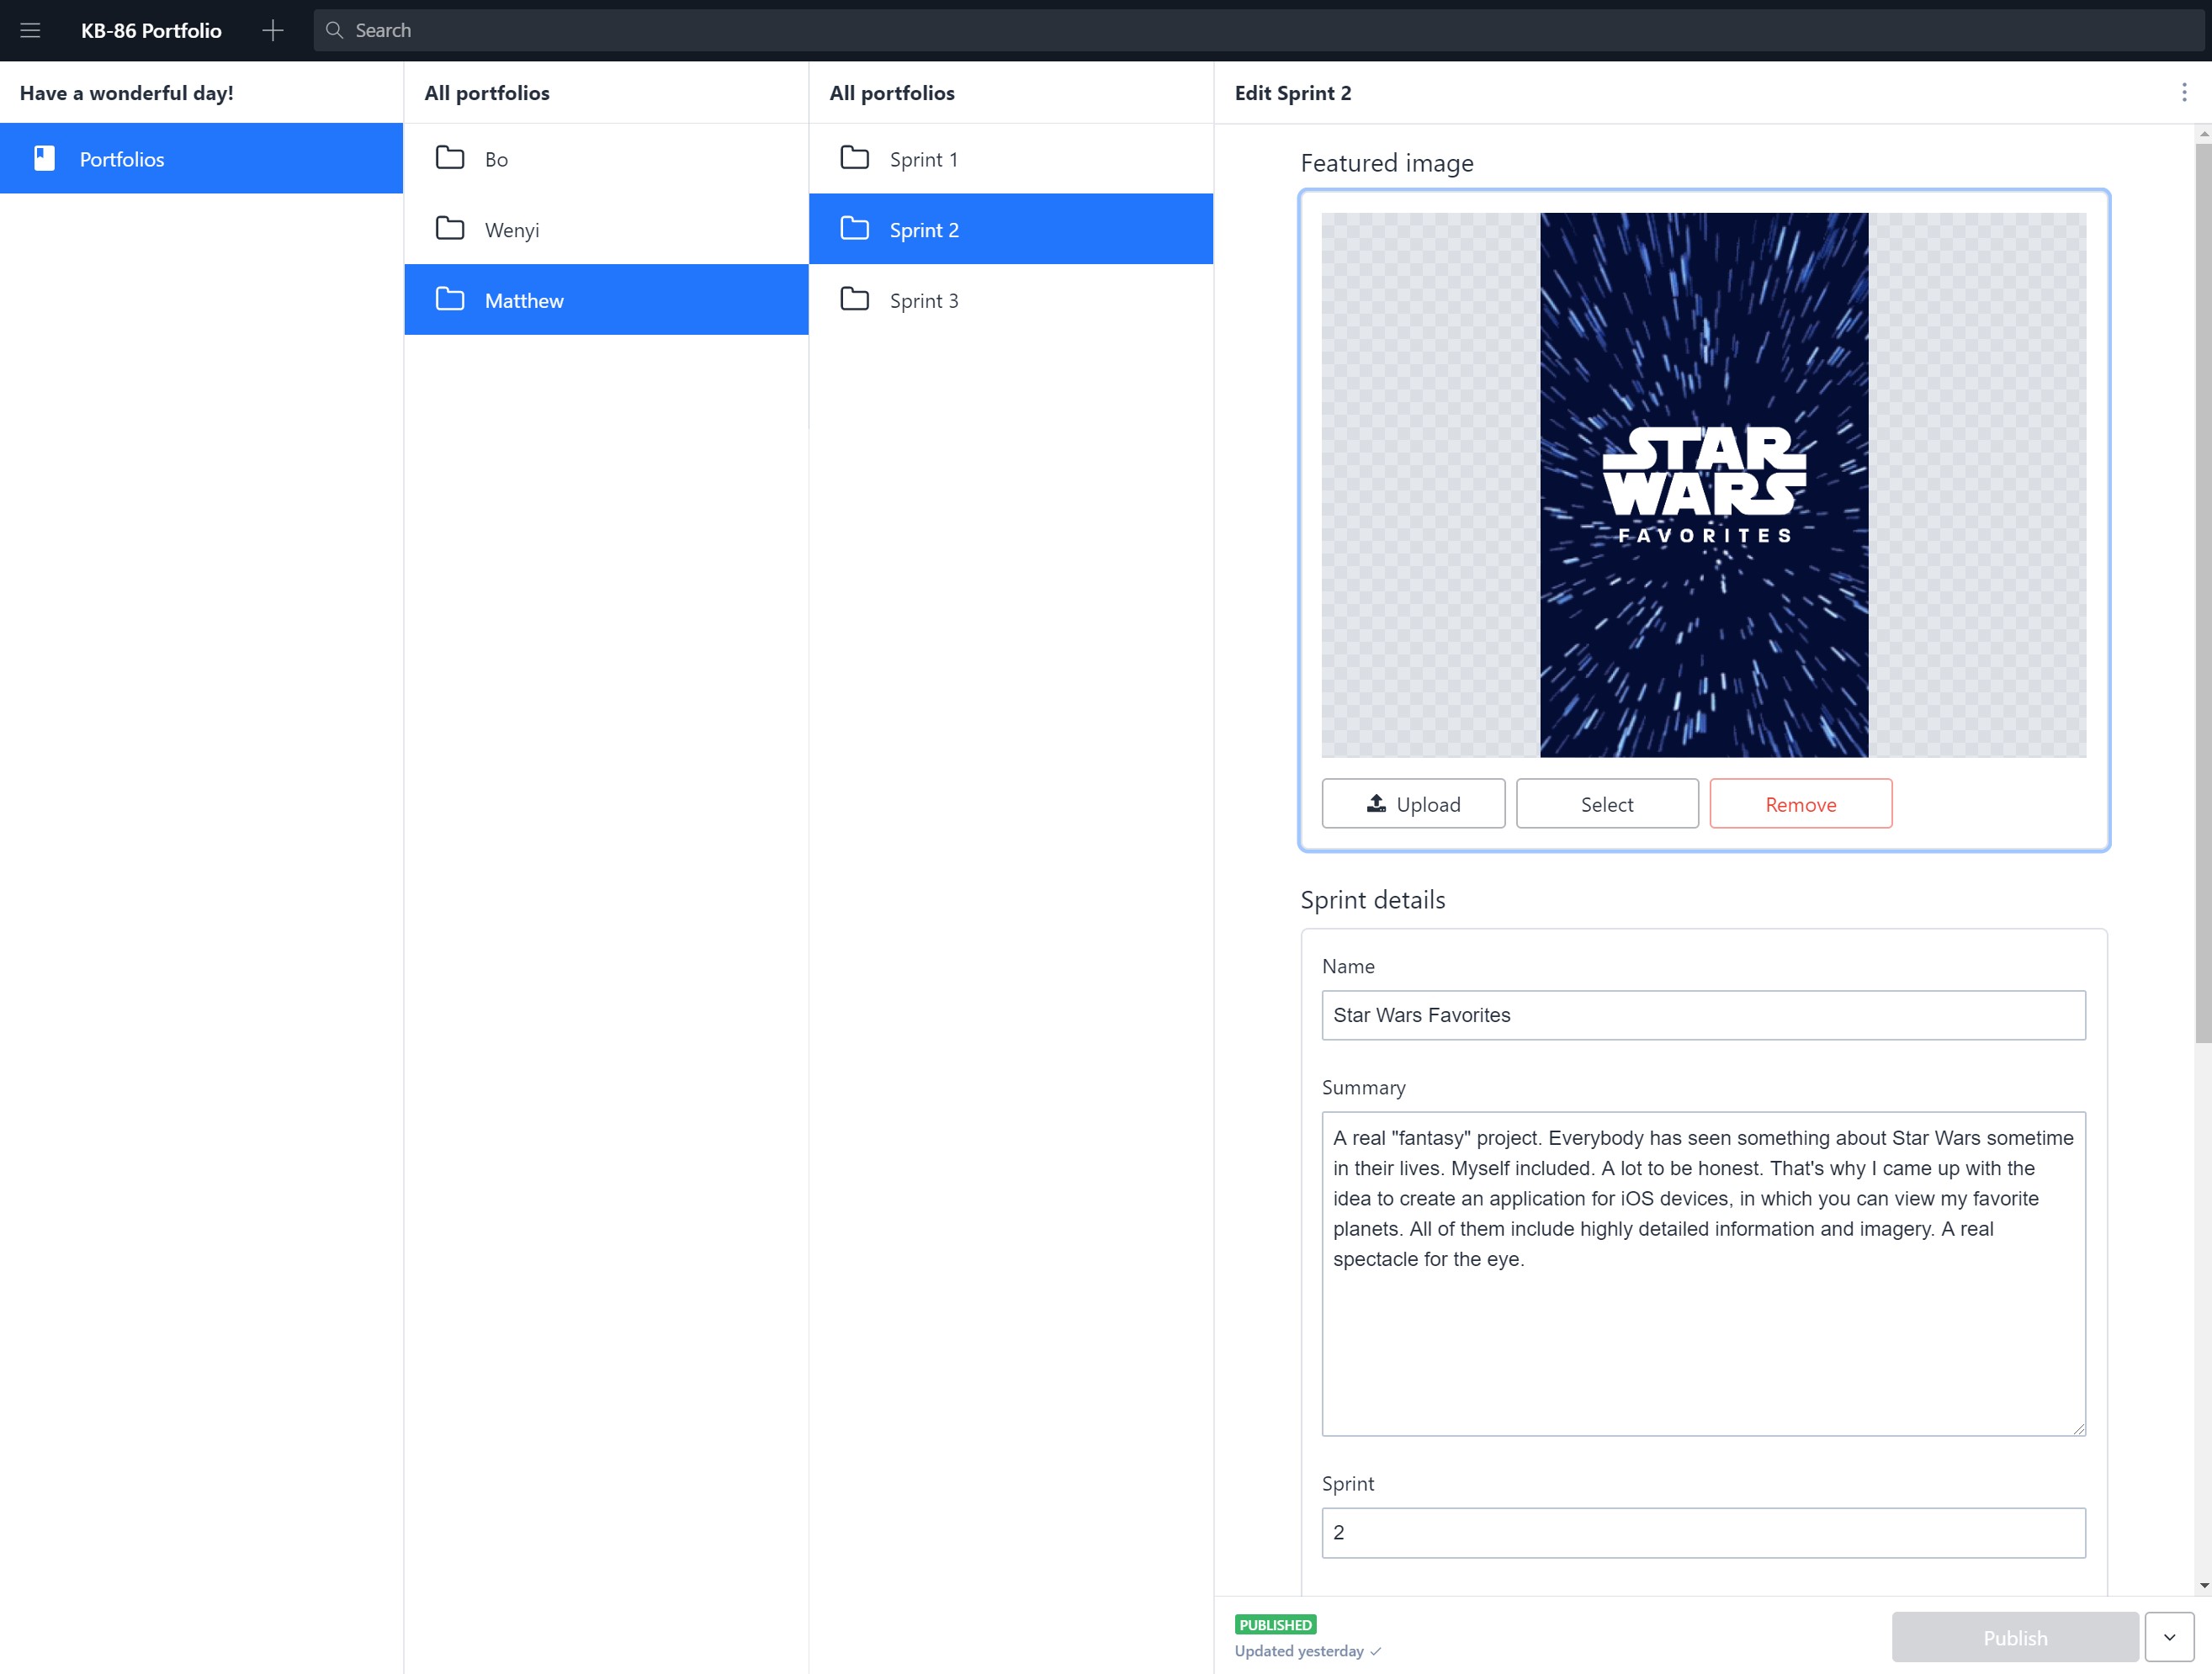 KB-86 Portfolio
Search
Have a wonderful day!
Portfolios
All portfolios
Bo
Wenyi
Matthew
All portfolios
Sprint 1
Sprint 2
Sprint 3
Edit Sprint 2
Featured image
STAR
WARS
FAVORITES
Upload
Select
Remove
Sprint details
Name
Star Wars Favorites
Summary
A real "fantasy" project. Everybody has seen something about Star Wars sometime
in their lives. Myself included. A lot to be honest. That's why I came up with the
idea to create an application for iOS devices, in which you can view my favorite
planets. All of them include highly detailed information and imagery. A real
spectacle for the eye.
Sprint
2
PUBLISHED
Updated yesterday
Publish